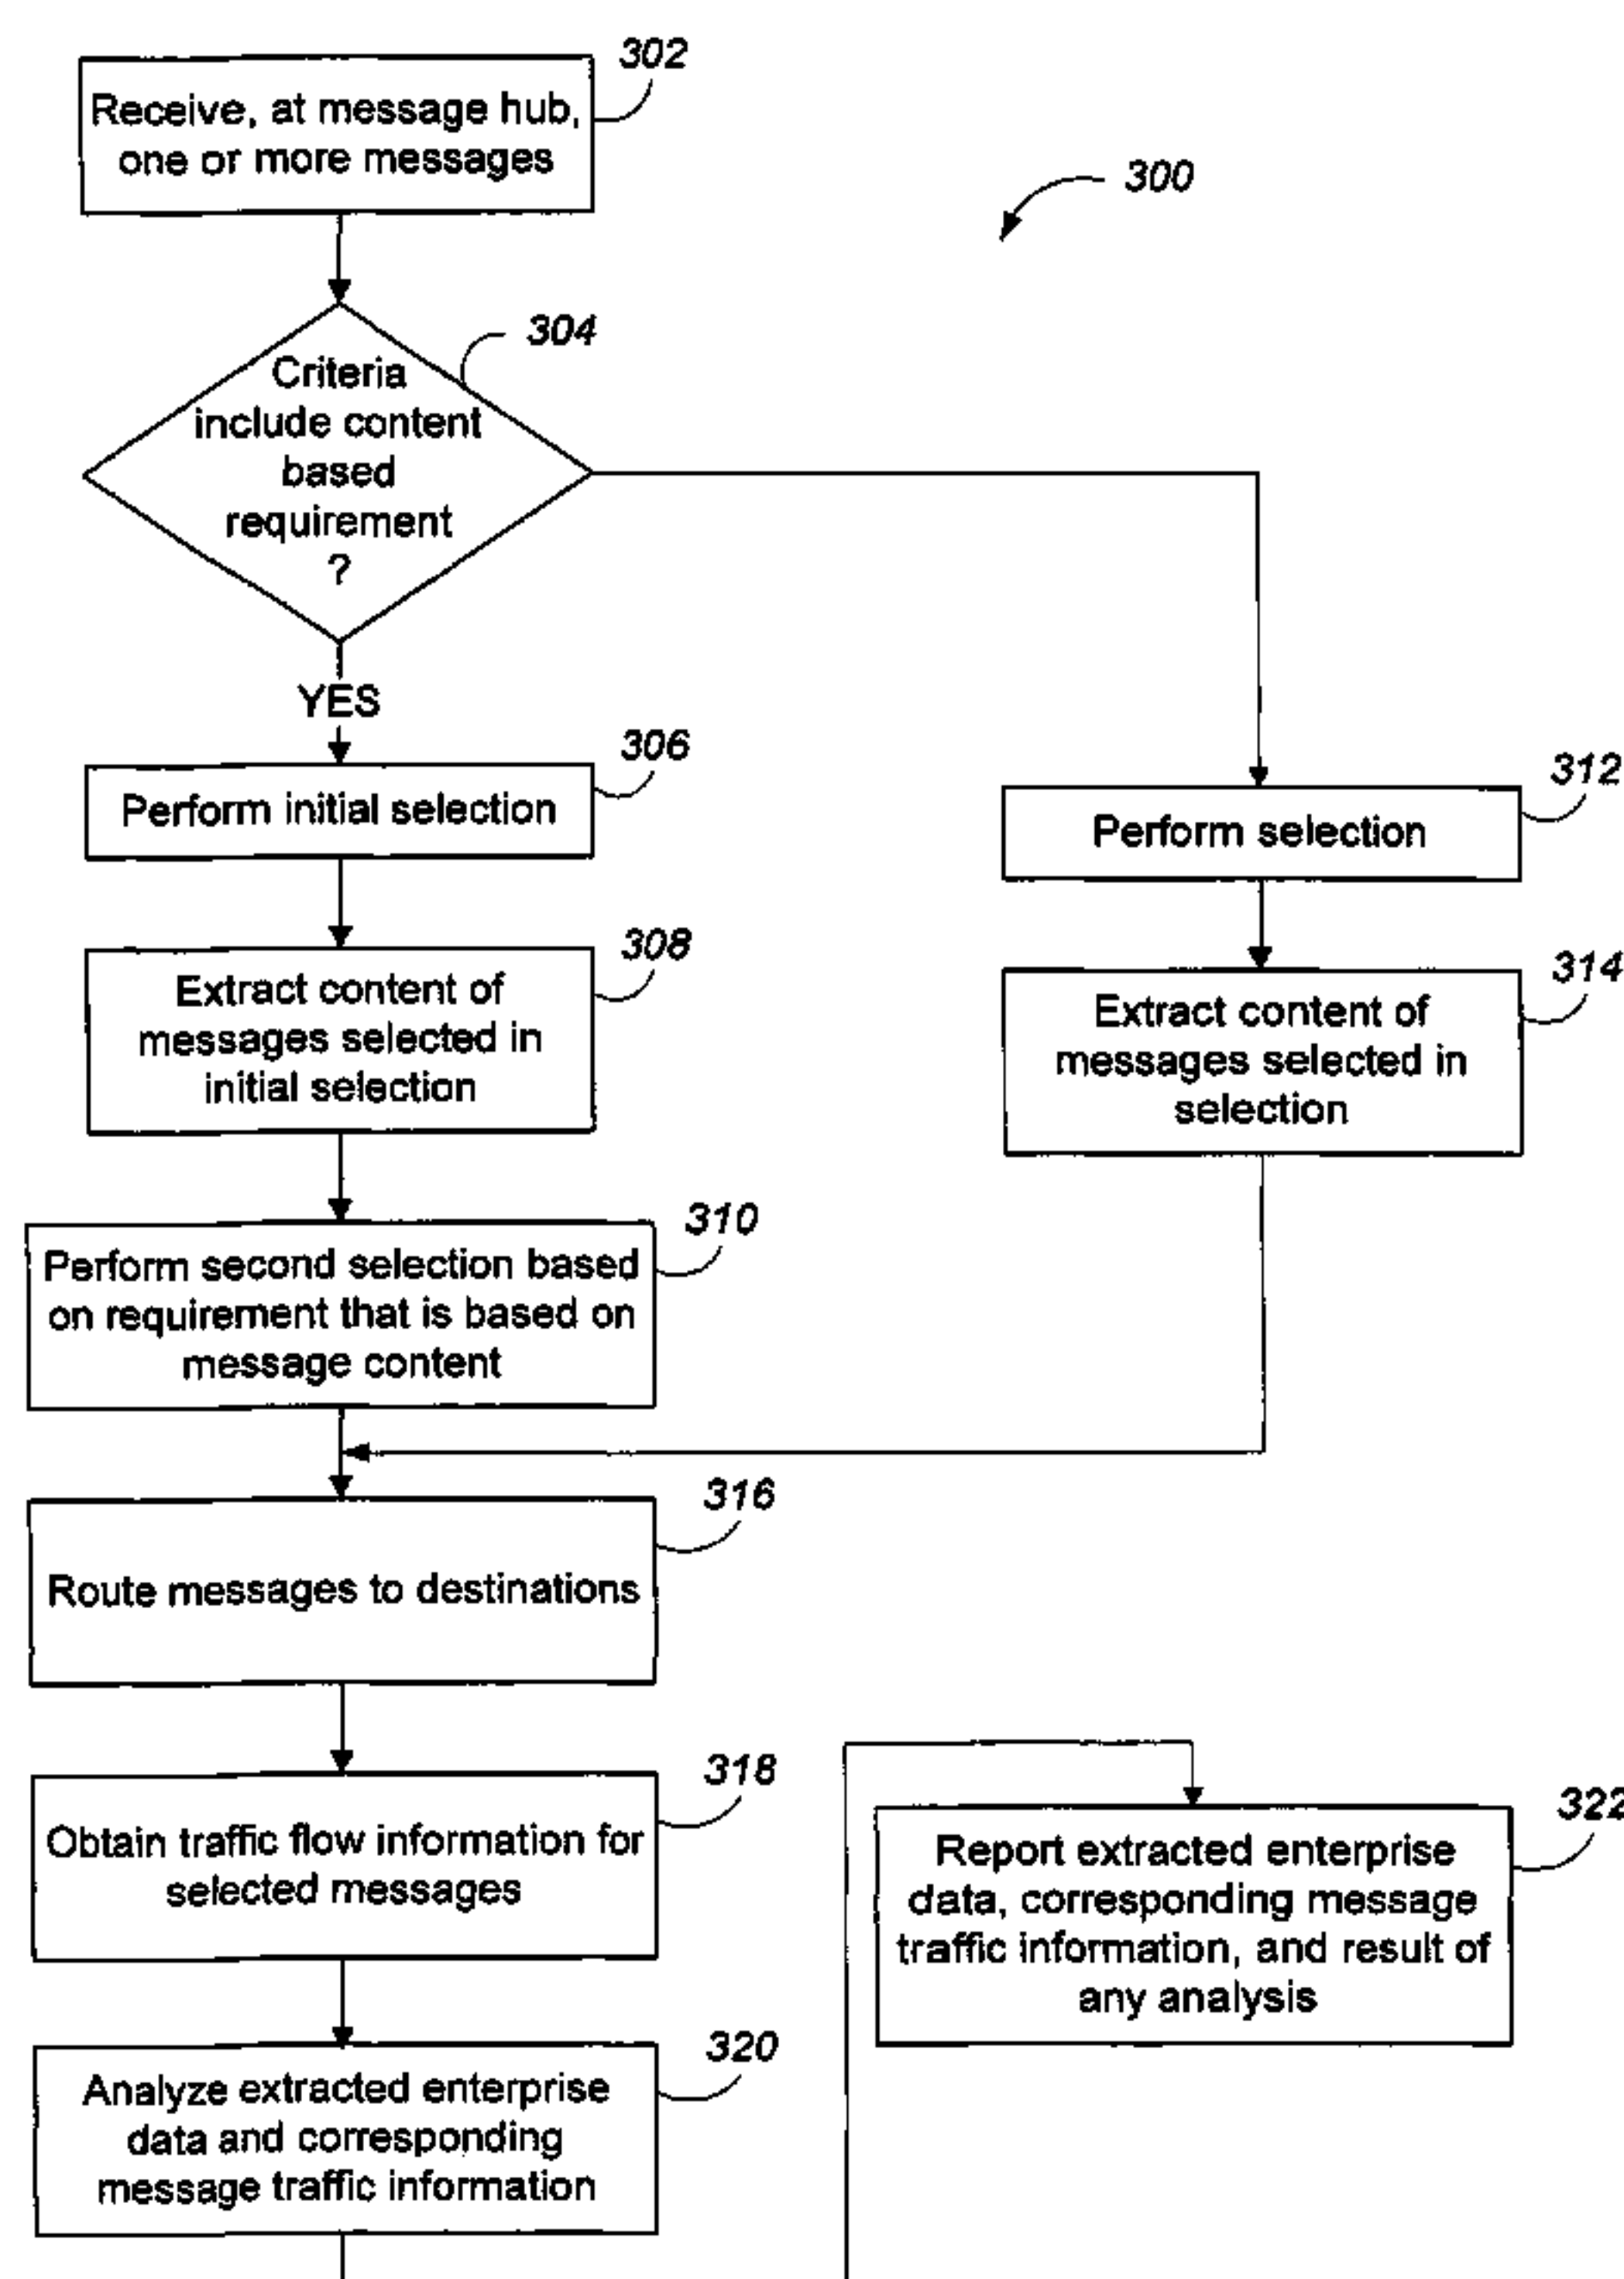 302
Receive, at message hub,
one or more messages
300
304
Criteria
include content
based
requirement
?
YES
306
Perform initial selection
312
Perform selection
308
Extract content of
messages selected in
initial selection
314
Extract content of
messages selected in
selection
310
Perform second selection based
on requirement that is based on
message content
316
Route messages to destinations
318
Obtain traffic flow information for
selected messages
322
Report extracted enterprise
data, corresponding message
traffic information, and result of
any analysis
320
Analyze extracted enterprise
data and corresponding
message traffic information